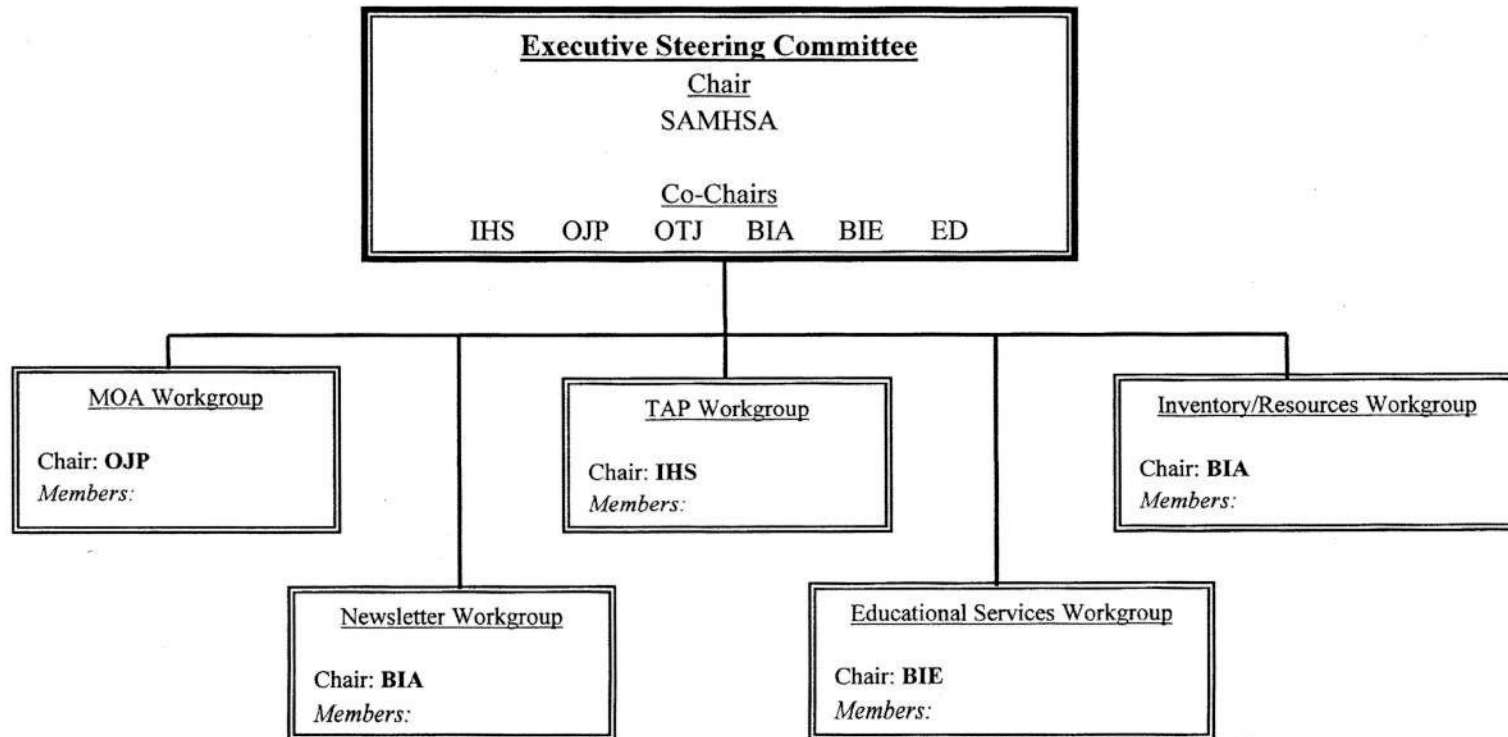 Executive Steering Committee
Chair
SAMHSA
Co-Chairs
IHS OJP OTJ BIA BIE ED
MOA Workgroup
Chair: OJP
Members:
TAP Workgroup
Chair: IHS
Members:
Inventory/Resources Workgroup
Chair: BIA
Members:
Newsletter Workgroup
Chair: BIA
Members:
Educational Services Workgroup
Chair: BIE
Members: